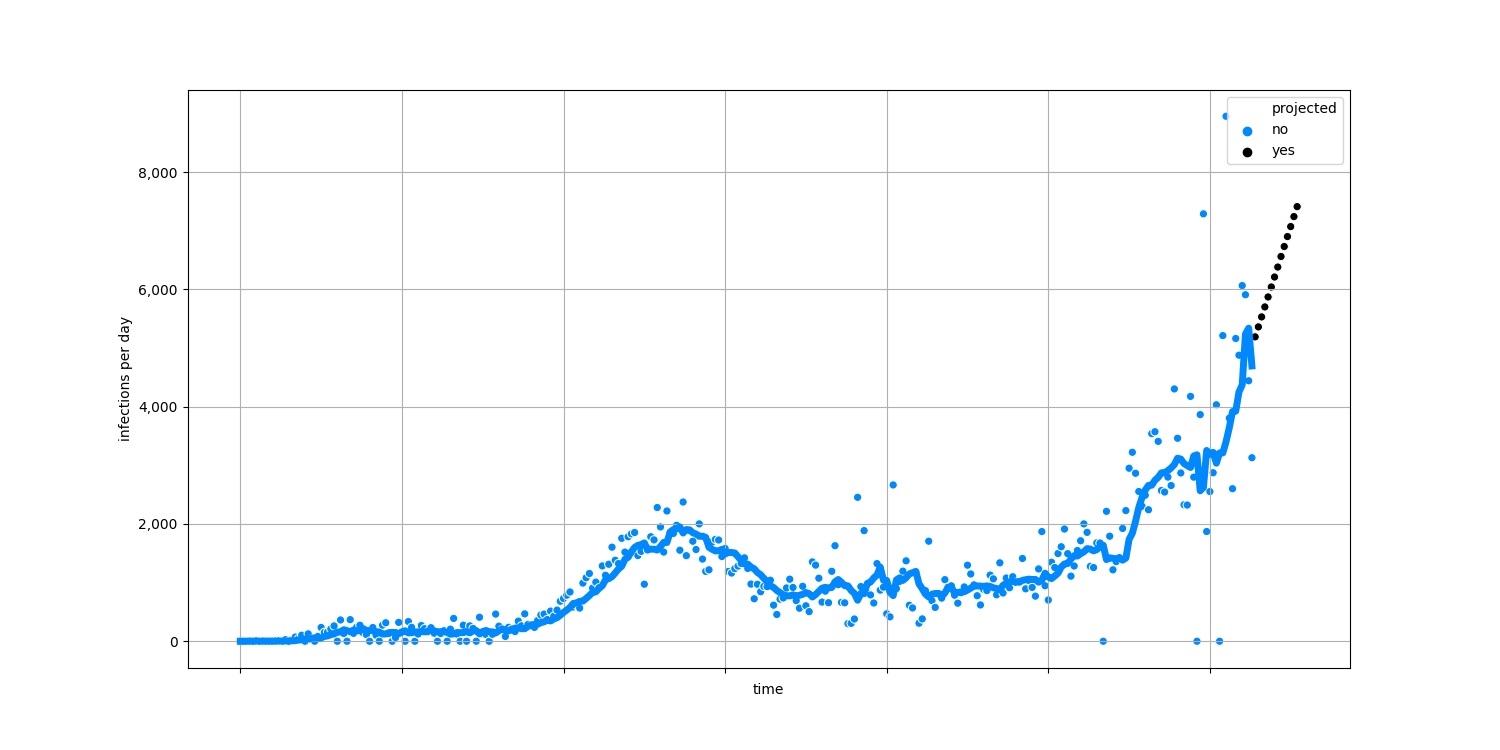 projected
no
yes
8,000
6,000
4,000
2,000
0
infections per day
time